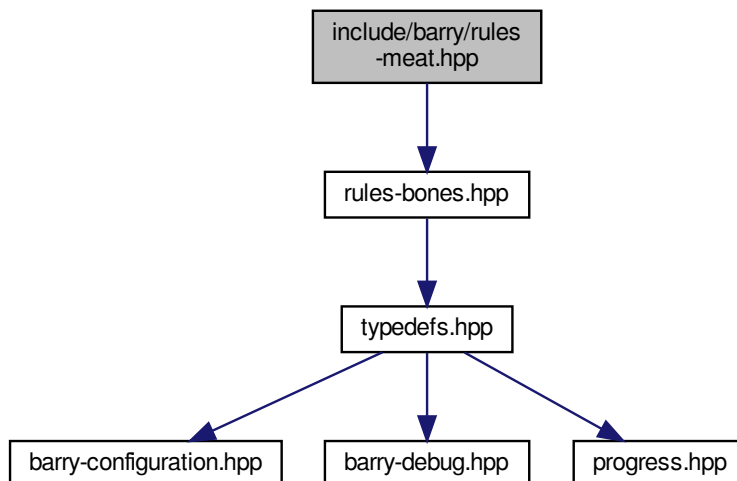 include/barry/rules
-meat.hpp
rules-bones.hpp
typedefs.hpp
barry-configuration.hpp
barry-debug.hpp
progress.hpp